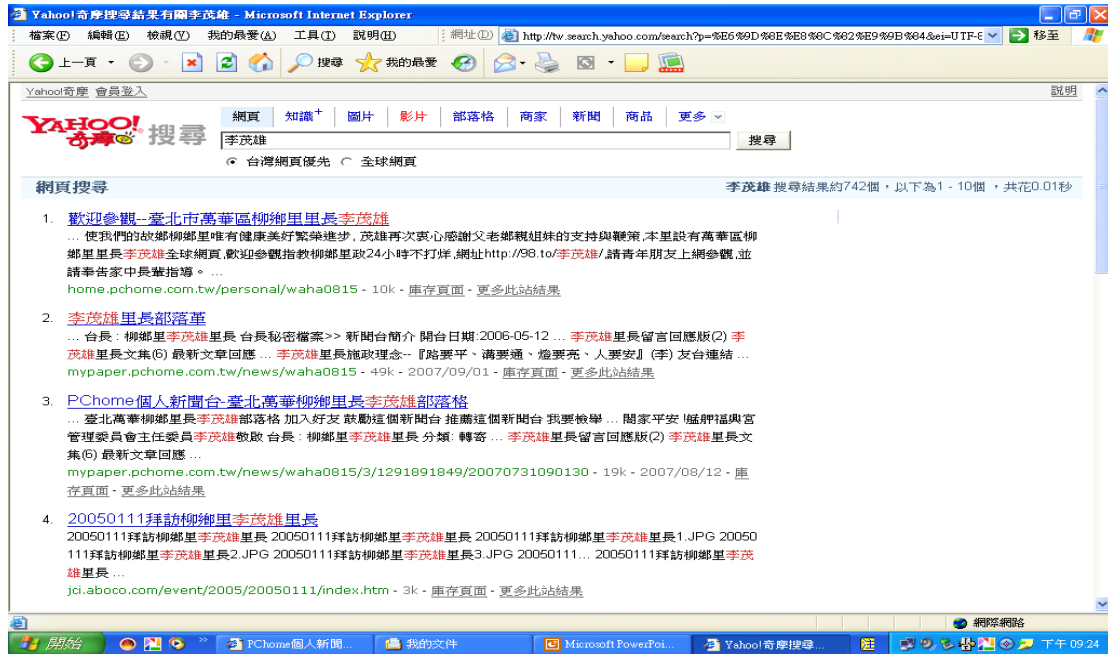 Yahoo!奇摩搜尋結果有關李茂雄 - Microsoft Internet Explorer
檔案(F) 編輯(E) 檢視(V) 我的最愛(A) 工具(T) 說明(H) 網址(D) http://tw.search.yahoo.com/search?p=%E6%9D%8E%E8%8C%82%E9%9B%84&ei=UTF-8 移至
上一頁 搜尋 我的最愛
Yahoo!奇摩 會員登入 說明
網頁 知識+ 圖片 影片 部落格 商家 新聞 商品 更多
YAHOO!奇摩 搜尋 李茂雄 搜尋
台灣網頁優先 全球網頁
網頁搜尋 李茂雄 搜尋結果約742個,以下為1 - 10個 ,共花0.01秒
1. 歡迎參觀--臺北市萬華區柳鄉里里長李茂雄
... 使我們的故鄉柳鄉里唯有健康美好繁榮進步, 茂雄再次衷心感謝父老鄉親姐妹的支持與鞭策,本里設有萬華區柳
鄉里里長李茂雄全球網頁,歡迎參觀指教柳鄉里政24小時不打烊,網址http://98.to/李茂雄/,請青年朋友上網參觀,並
請奉告家中長輩指導。 ...
home.pchome.com.tw/personal/waha0815 - 10k - 庫存頁面 - 更多此站結果
2. 李茂雄里長部落革
... 台長 : 柳鄉里李茂雄里長 台長秘密檔案>> 新聞台簡介 開台日期:2006-05-12 ... 李茂雄里長留言回應版(2) 李
茂雄里長文集(6) 最新文章回應 ... 李茂雄里長施政理念--『路要平、溝要通、燈要亮、人要安』(李) 友台連結 ...
mypaper.pchome.com.tw/news/waha0815 - 49k - 2007/09/01 - 庫存頁面 - 更多此站結果
3. PChome個人新聞台-臺北萬華柳鄉里長李茂雄部落格
... 臺北萬華柳鄉里長李茂雄部落格 加入好友 鼓勵這個新聞台 推薦這個新聞台 我要檢舉 ... 閤家平安 !艋舺福興宮
管理委員會主任委員李茂雄敬啟 台長 : 柳鄉里李茂雄里長 分類: 轉寄 ... 李茂雄里長留言回應版(2) 李茂雄里長文
集(6) 最新文章回應 ...
mypaper.pchome.com.tw/news/waha0815/3/1291891849/20070731090130 - 19k - 2007/08/12 - 庫
存頁面 - 更多此站結果
4. 20050111拜訪柳鄉里李茂雄里長
20050111拜訪柳鄉里李茂雄里長 20050111拜訪柳鄉里李茂雄里長 20050111拜訪柳鄉里李茂雄里長1.JPG 20050
111拜訪柳鄉里李茂雄里長2.JPG 20050111拜訪柳鄉里李茂雄里長3.JPG 20050111... 20050111拜訪柳鄉里李茂
雄里長 ...
jci.aboco.com/event/2005/20050111/index.htm - 3k - 庫存頁面 - 更多此站結果
網際網路
開始 PChome個人新聞... 我的文件 Microsoft PowerPoi... Yahoo!奇摩搜尋... 下午 09:24